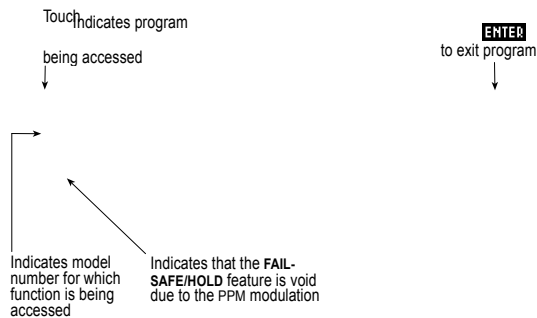 Touch
Indicates program
being accessed
ENTER
to exit program
Indicates model
number for which
function is being
accessed
Indicates that the FAIL-
SAFE/HOLD feature is void
due to the PPM modulation